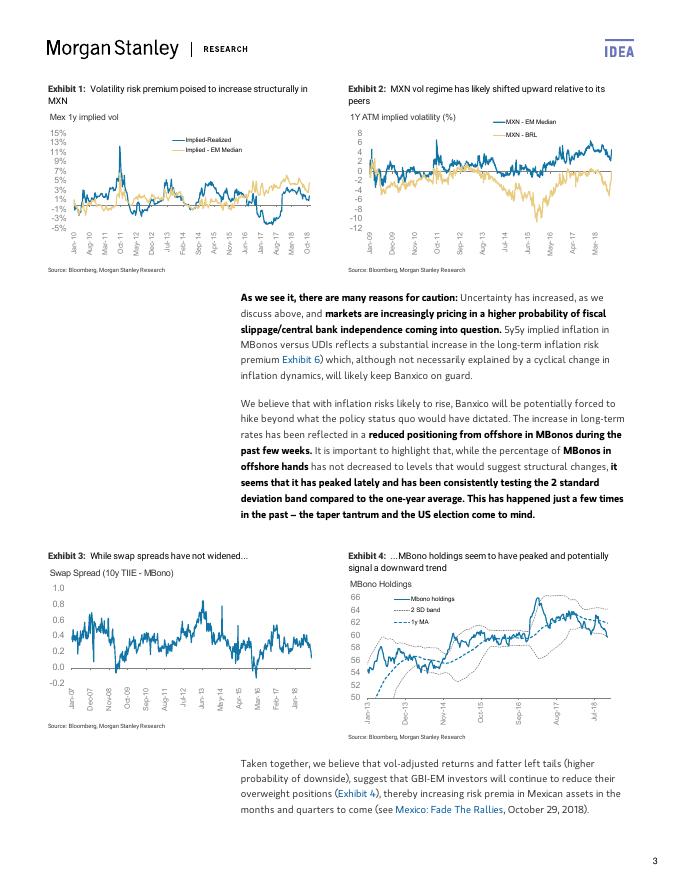 Morgan Stanley | RESEARCH
IDEA
Exhibit 1: Volatility risk premium poised to increase structurally in
MXN
Mex 1y implied vol
15%
13%
11%
9%
7%
5%
3%
1%
-1%
-3%
-5%
Implied-Realized
Implied - EM Median
Jan-10
Aug-10
Mar-11
Oct-11
May-12
Dec-12
Jul-13
Feb-14
Sep-14
Apr-15
Nov-15
Jun-16
Jan-17
Aug-17
Mar-18
Oct-18
Source: Bloomberg, Morgan Stanley Research
Exhibit 2: MXN vol regime has likely shifted upward relative to its
peers
1Y ATM implied volatility (%)
8
6
4
2
0
-2
-4
-6
-8
-10
-12
MXN - EM Median
MXN - BRL
Jan-09
Dec-09
Nov-10
Oct-11
Sep-12
Aug-13
Jul-14
Jun-15
May-16
Apr-17
Mar-18
Source: Bloomberg, Morgan Stanley Research
As we see it, there are many reasons for caution: Uncertainty has increased, as we
discuss above, and markets are increasingly pricing in a higher probability of fiscal
slippage/central bank independence coming into question. 5y5y implied inflation in
MBonos versus UDIs reflects a substantial increase in the long-term inflation risk
premium Exhibit 6) which, although not necessarily explained by a cyclical change in
inflation dynamics, will likely keep Banxico on guard.
We believe that with inflation risks likely to rise, Banxico will be potentially forced to
hike beyond what the policy status quo would have dictated. The increase in long-term
rates has been reflected in a reduced positioning from offshore in MBonos during the
past few weeks. It is important to highlight that, while the percentage of MBonos in
offshore hands has not decreased to levels that would suggest structural changes, it
seems that it has peaked lately and has been consistently testing the 2 standard
deviation band compared to the one-year average. This has happened just a few times
in the past – the taper tantrum and the US election come to mind.
Exhibit 3: While swap spreads have not widened...
Swap Spread (10y TIIE - MBono)
1.0
0.8
0.6
0.4
0.2
0.0
-0.2
Jan-07
Dec-07
Nov-08
Oct-09
Sep-10
Aug-11
Jul-12
Jun-13
May-14
Apr-15
Mar-16
Feb-17
Jan-18
Source: Bloomberg, Morgan Stanley Research
Exhibit 4: ...MBono holdings seem to have peaked and potentially
signal a downward trend
MBono Holdings
66
64
62
60
58
56
54
52
50
Mbono holdings
2 SD band
1y MA
Jan-13
Dec-13
Nov-14
Oct-15
Sep-16
Aug-17
Jul-18
Source: Bloomberg, Morgan Stanley Research
Taken together, we believe that vol-adjusted returns and fatter left tails (higher
probability of downside), suggest that GBI-EM investors will continue to reduce their
overweight positions (Exhibit 4), thereby increasing risk premia in Mexican assets in the
months and quarters to come (see Mexico: Fade The Rallies, October 29, 2018).
3